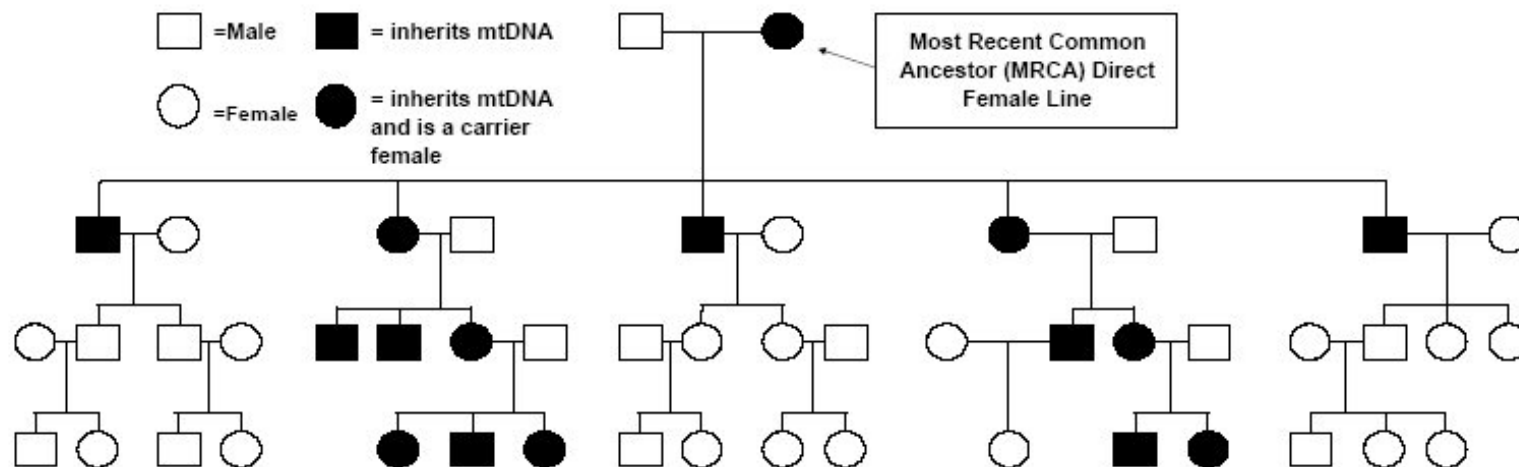 =Male
= inherits mtDNA
=Female
= inherits mtDNA
and is a carrier
female
Most Recent Common
Ancestor (MRCA) Direct
Female Line